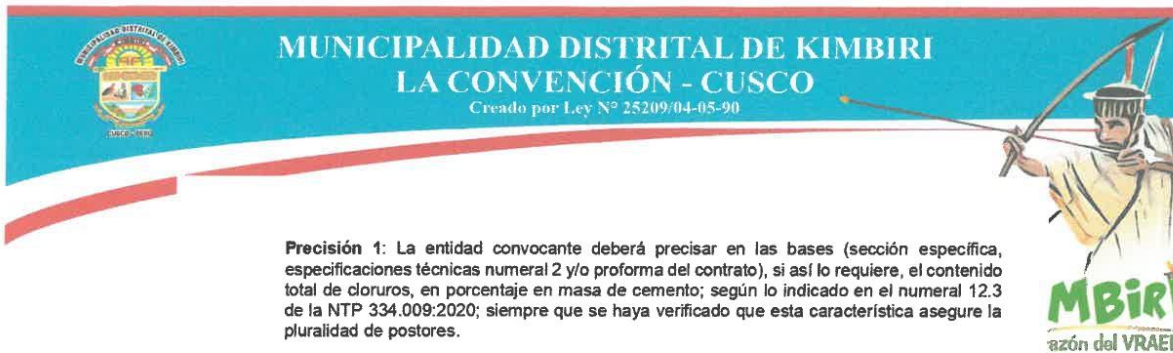 MUNICIPALIDAD DISTRITAL DE KIMBIRI
LA CONVENCIÓN - CUSCO
Creado por Ley N° 25209/04-05-90
CUSCO - PERÚ
Precisión 1: La entidad convocante deberá precisar en las bases (sección específica,
especificaciones técnicas numeral 2 y/o proforma del contrato), si así lo requiere, el contenido
total de cloruros, en porcentaje en masa de cemento; según lo indicado en el numeral 12.3
de la NTP 334.009:2020; siempre que se haya verificado que esta característica asegure la
pluralidad de postores.
MBiR
azón del VRAE